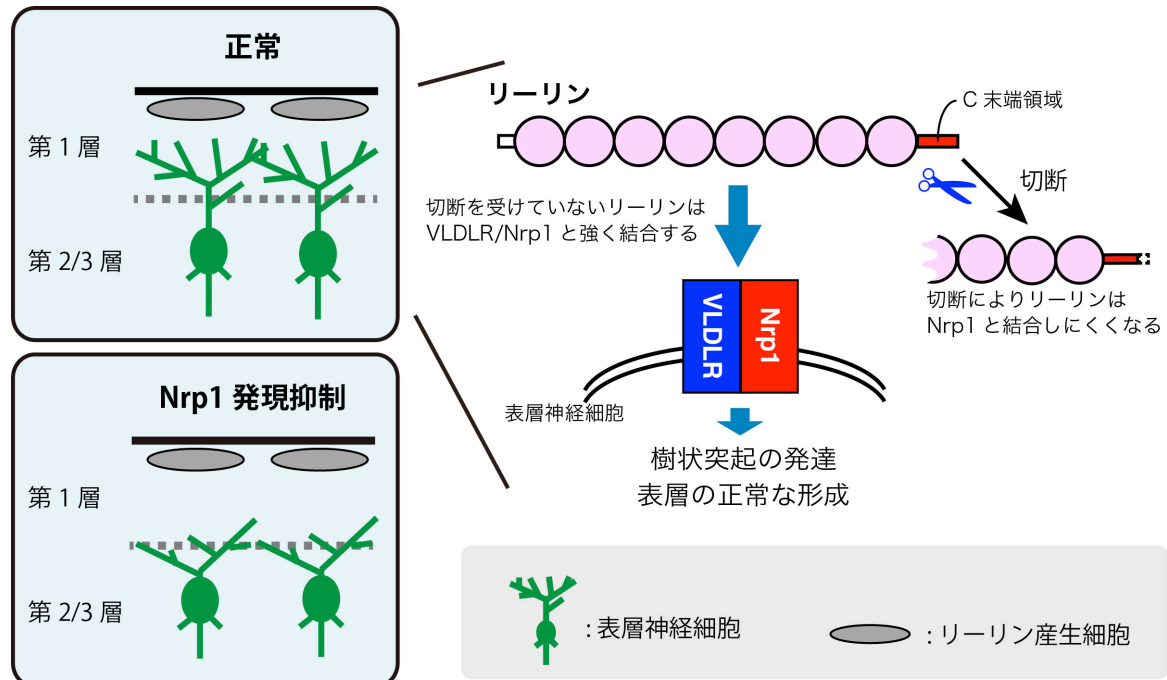 正常
第 1 層
第 2/3 層
Nrp1 発現抑制
第 1 層
第 2/3 層
リーリン
C 末端領域
切断
切断を受けていないリーリンは
VLDLR/Nrp1 と強く結合する
切断によりリーリンは
Nrp1 と結合しにくくなる
VLDLR
Nrp1
表層神経細胞
樹状突起の発達
表層の正常な形成
: 表層神経細胞
: リーリン産生細胞